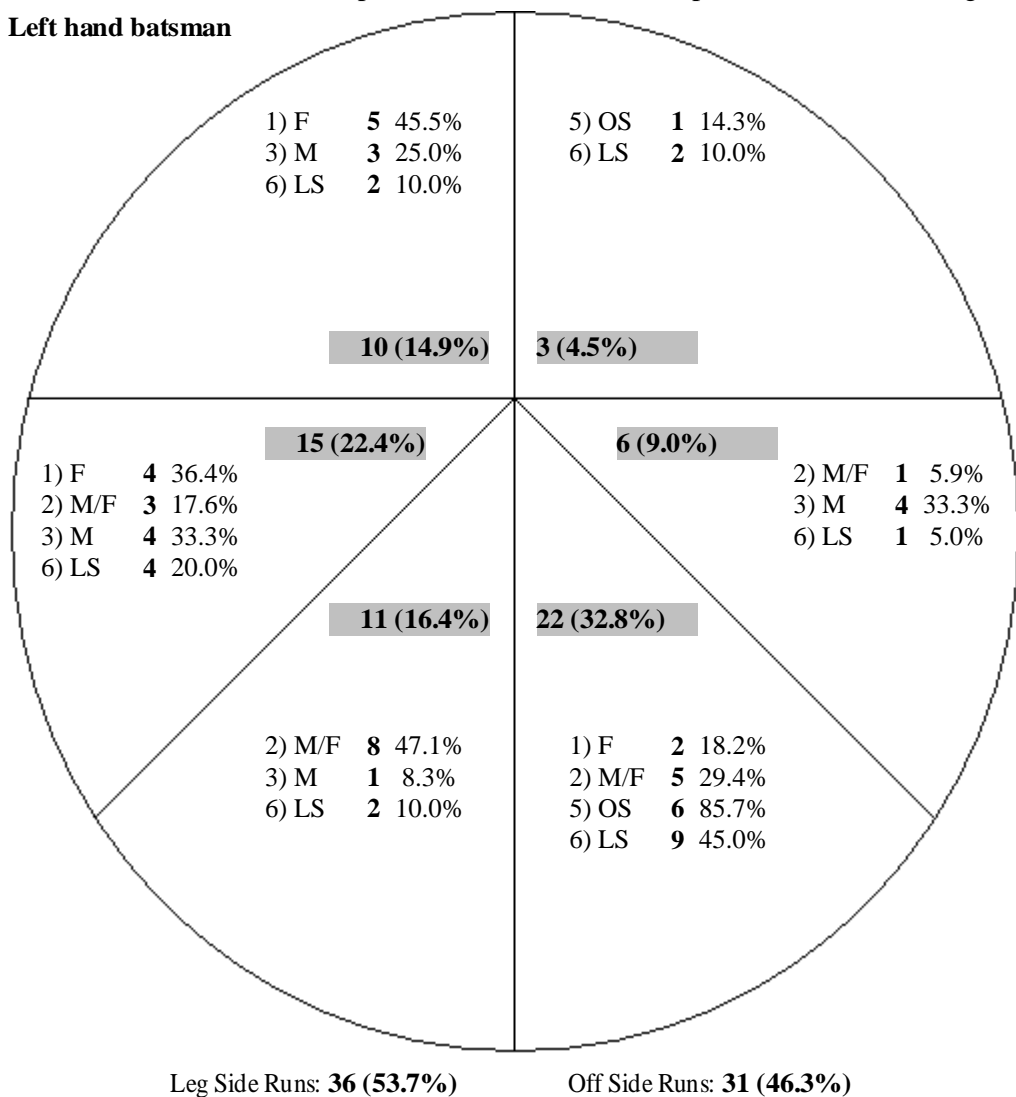 Left hand batsman
1) F 5 45.5%
3) M 3 25.0%
6) LS 2 10.0%
5) OS 1 14.3%
6) LS 2 10.0%
10 (14.9%)
3 (4.5%)
15 (22.4%)
6 (9.0%)
1) F 4 36.4%
2) M/F 3 17.6%
3) M 4 33.3%
6) LS 4 20.0%
2) M/F 1 5.9%
3) M 4 33.3%
6) LS 1 5.0%
11 (16.4%)
22 (32.8%)
2) M/F 8 47.1%
3) M 1 8.3%
6) LS 2 10.0%
1) F 2 18.2%
2) M/F 5 29.4%
5) OS 6 85.7%
6) LS 9 45.0%
Leg Side Runs: 36 (53.7%)
Off Side Runs: 31 (46.3%)